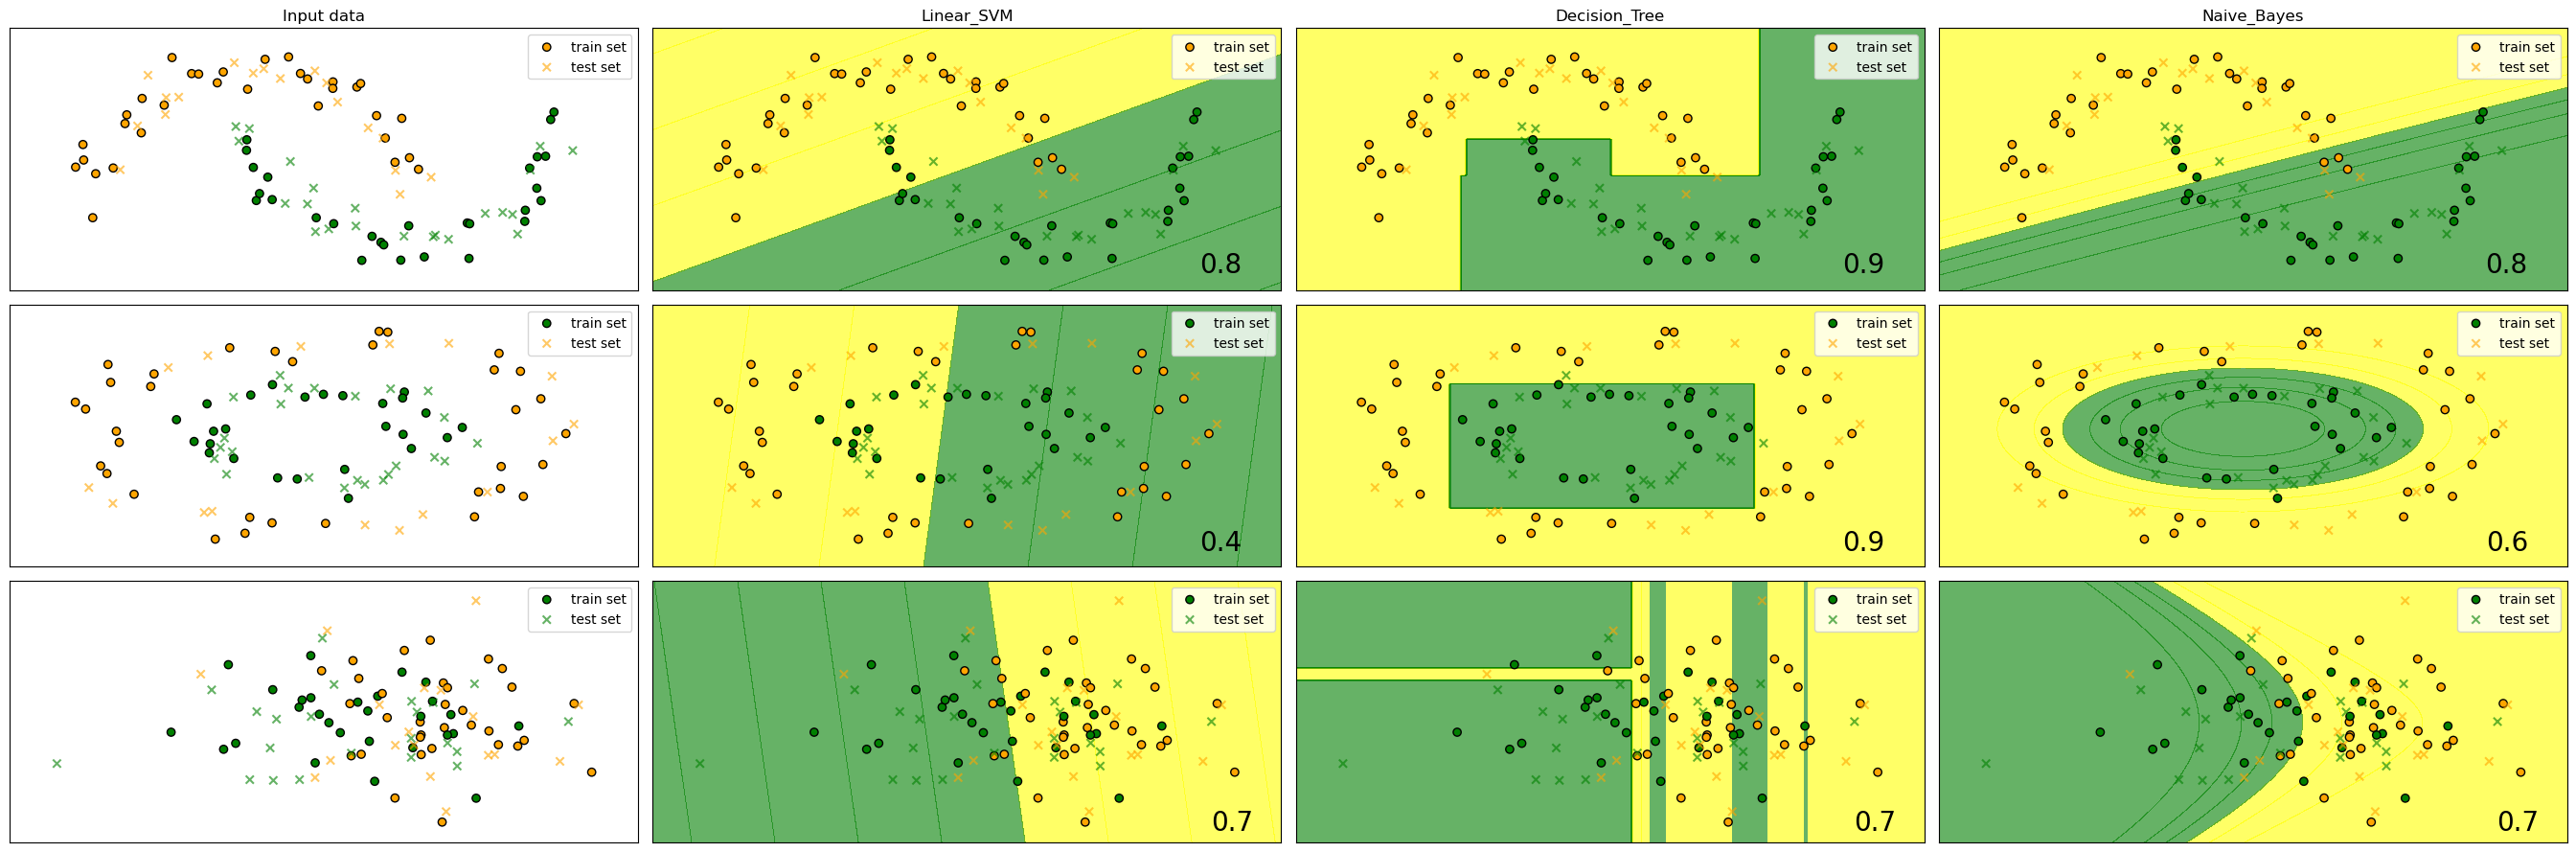 Input data
Linear_SVM
Decision_Tree
Naive_Bayes
train set
test set
train set
test set
train set
test set
train set
test set
0.8
0.9
0.8
train set
test set
train set
test set
train set
test set
train set
test set
0.4
0.9
0.6
train set
test set
train set
test set
train set
test set
train set
test set
0.7
0.7
0.7